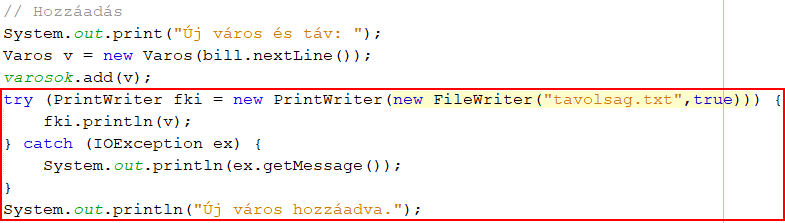 // Hozzáadás
System.out.print("Új város és táv: ");
Varos v = new Varos(bill.nextLine());
varosok.add(v);
try (PrintWriter fki = new PrintWriter(new FileWriter("tavolsag.txt",true))) {
    fki.println(v);
} catch (IOException ex) {
    System.out.println(ex.getMessage());
}
System.out.println("Új város hozzáadva.");